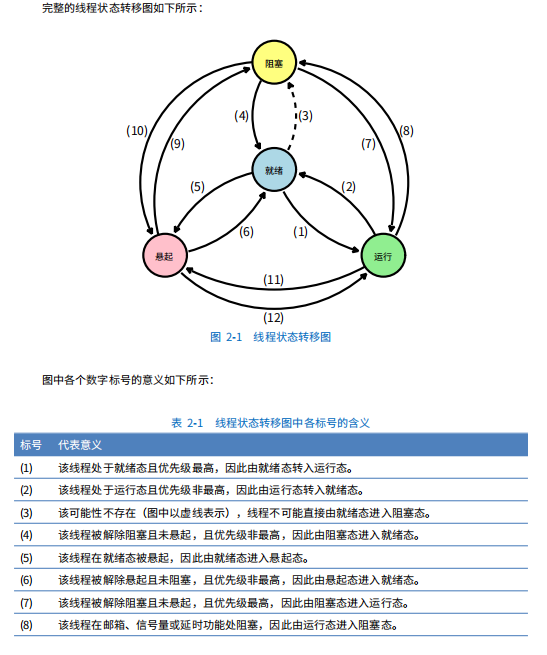 完整的线程状态转移图如下所示：
阻塞
(10)
(4)
(3)
(8)
(9)
(7)
就绪
(5)
(2)
(6)
(1)
悬起
运行
(11)
(12)
图 2-1 线程状态转移图
图中各个数字标号的意义如下所示：
表 2-1 线程状态转移图中各标号的含义
标号 代表意义
(1) 该线程处于就绪态且优先级最高，因此由就绪态转入运行态。
(2) 该线程处于运行态且优先级非最高，因此由运行态转入就绪态。
(3) 该可能性不存在（图中以虚线表示），线程不可能直接由就绪态进入阻塞态。
(4) 该线程被解除阻塞且未悬起，且优先级非最高，因此由阻塞态进入就绪态。
(5) 该线程在就绪态被悬起，因此由就绪态进入悬起态。
(6) 该线程被解除悬起且未阻塞，且优先级非最高，因此由悬起态进入就绪态。
(7) 该线程被解除阻塞且未悬起，且优先级最高，因此由阻塞态进入运行态。
(8) 该线程在邮箱、信号量或延时功能处阻塞，因此由运行态进入阻塞态。